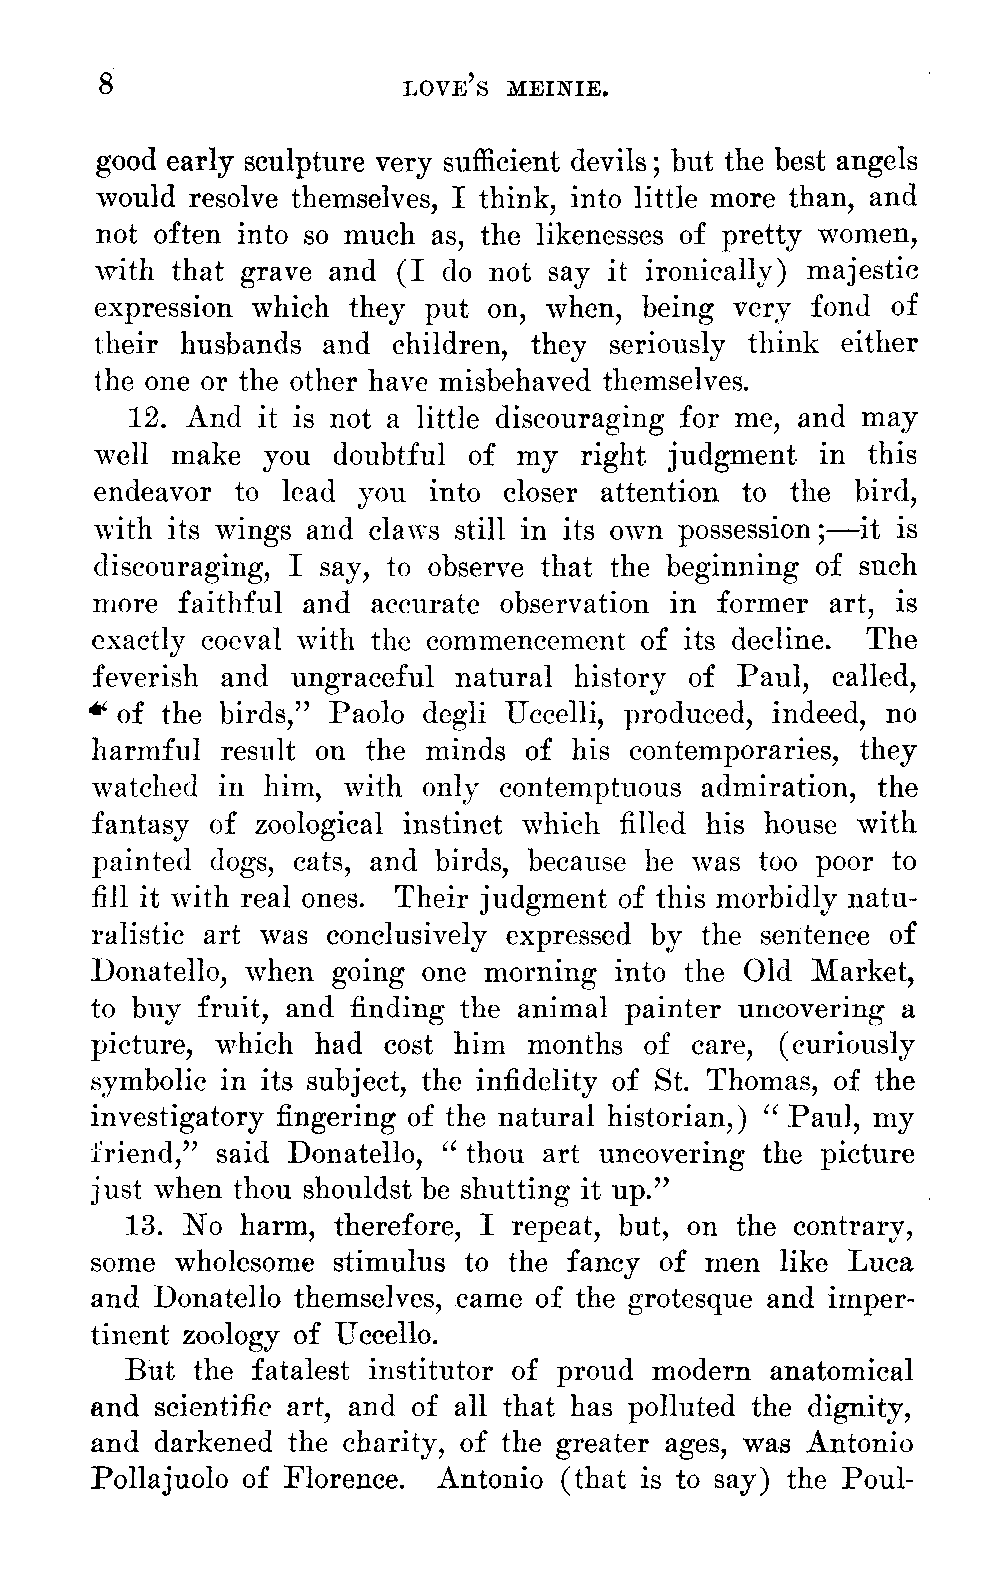 8 LOVE'S MEINIE.
good early sculpture very sufficient devils; but the best angels
would resolve themselves, I think, into little more than, and
not often into so much as, the likenesses of pretty women,
with that grave and (I do not say it ironically) majestic
expression which they put on, when, being very fond of
their husbands and children, they seriously think either
the one or the other have misbehaved themselves.
12. And it is not a little discouraging for me, and may
well make you doubtful of my right judgment in this
endeavor to lead you into closer attention to the bird,
with its wings and claws still in its own possession;—it is
discouraging, I say, to observe that the beginning of such
more faithful and accurate observation in former art, is
exactly coeval with the commencement of its decline. The
feverish and ungraceful natural history of Paul, called,
“of the birds,” Paolo degli Uccelli, produced, indeed, no
harmful result on the minds of his contemporaries, they
watched in him, with only contemptuous admiration, the
fantasy of zoological instinct which filled his house with
painted dogs, cats, and birds, because he was too poor to
fill it with real ones. Their judgment of this morbidly natu-
ralistic art was conclusively expressed by the sentence of
Donatello, when going one morning into the Old Market,
to buy fruit, and finding the animal painter uncovering a
picture, which had cost him months of care, (curiously
symbolic in its subject, the infidelity of St. Thomas, of the
investigatory fingering of the natural historian,) “Paul, my
friend,” said Donatello, “thou art uncovering the picture
just when thou shouldst be shutting it up.”
13. No harm, therefore, I repeat, but, on the contrary,
some wholesome stimulus to the fancy of men like Luca
and Donatello themselves, came of the grotesque and imper-
tinent zoology of Uccello.
But the fatalest institutor of proud modern anatomical
and scientific art, and of all that has polluted the dignity,
and darkened the charity, of the greater ages, was Antonio
Pollajuolo of Florence. Antonio (that is to say) the Poul-